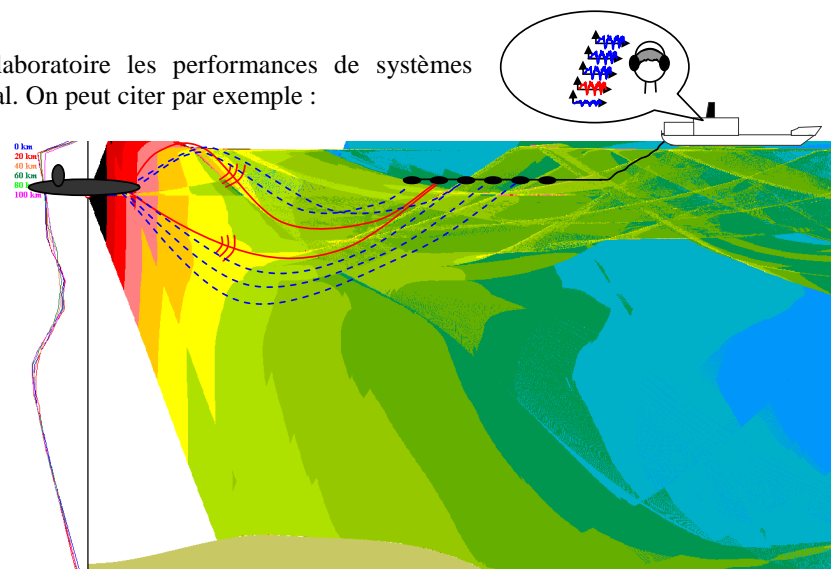 laboratoire les performances de systèmes
al. On peut citer par exemple :
0 km
20 km
40 km
60 km
80 km
100 km